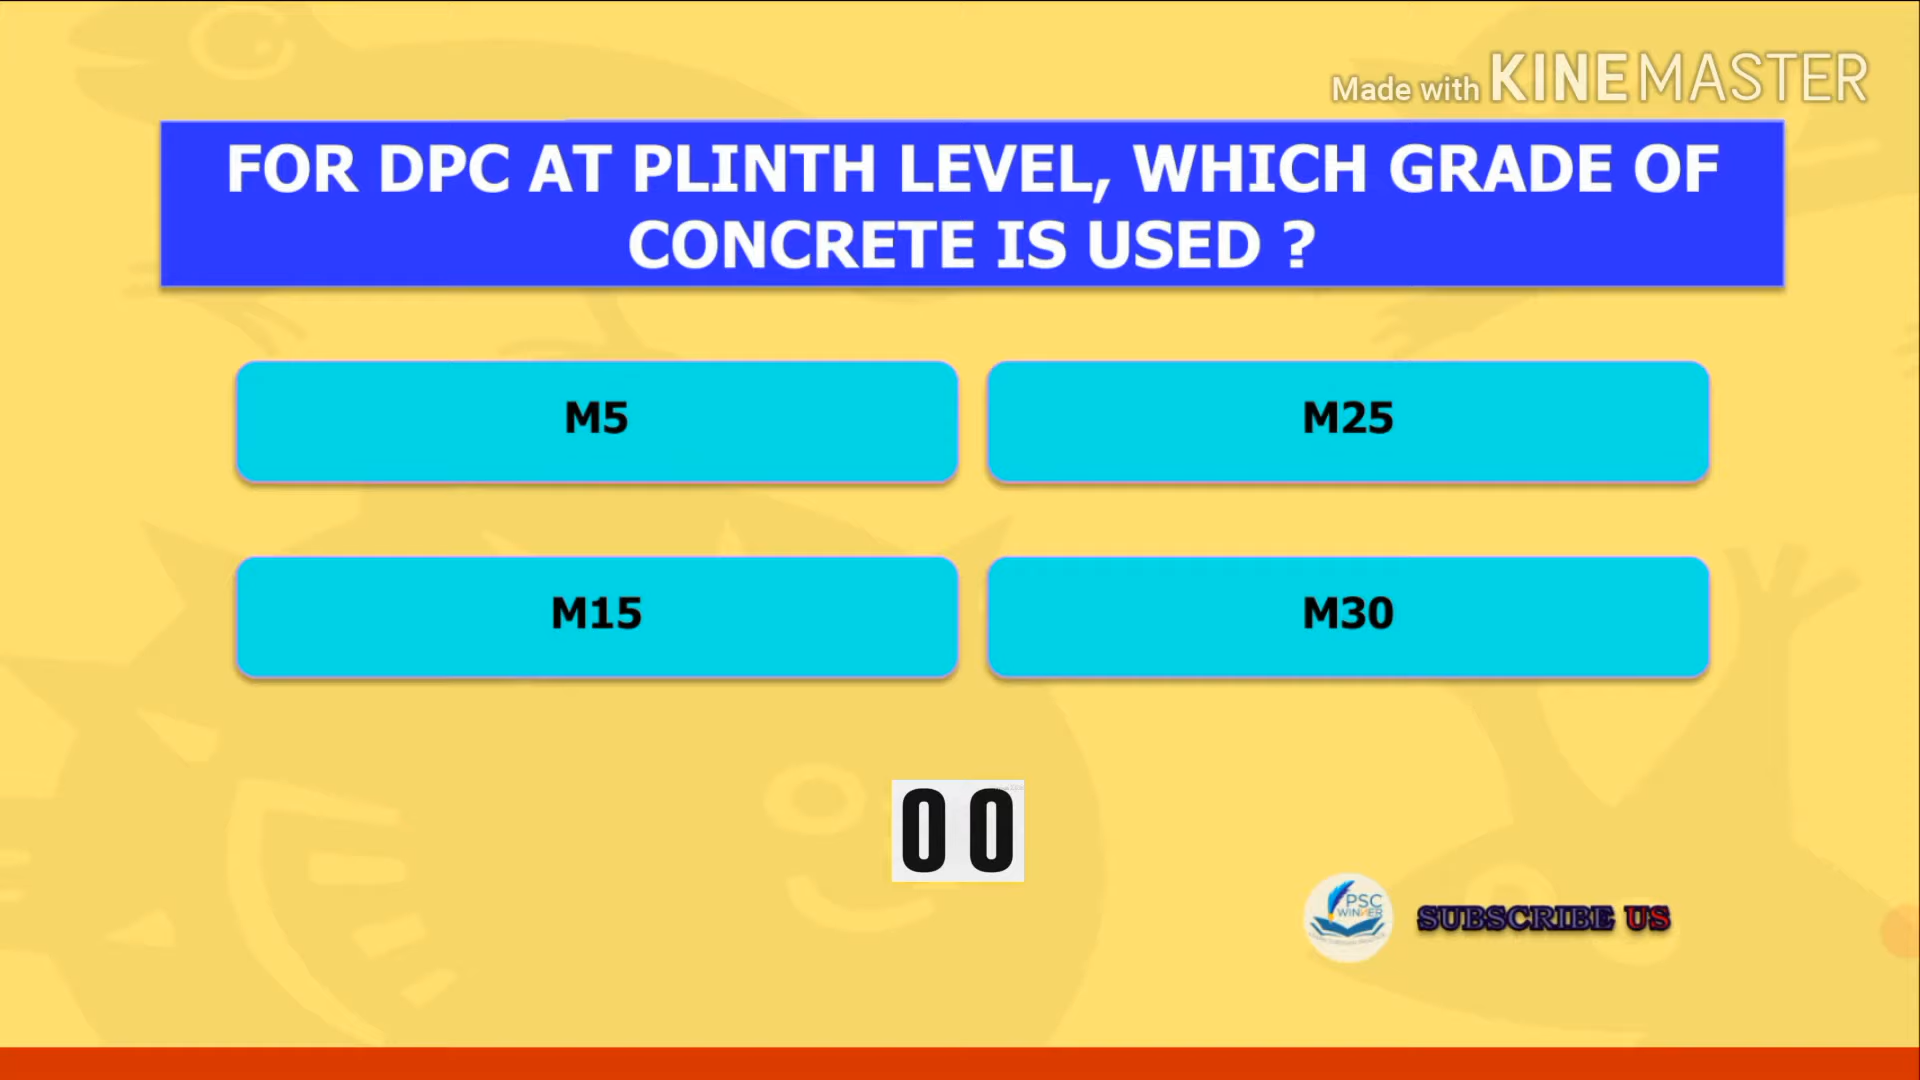 Made with KINEMASTER
FOR DPC AT PLINTH LEVEL, WHICH GRADE OF
CONCRETE IS USED ?
M5
M25
M15
M30
00
PSC
WINNER
SUBSCRIBE US